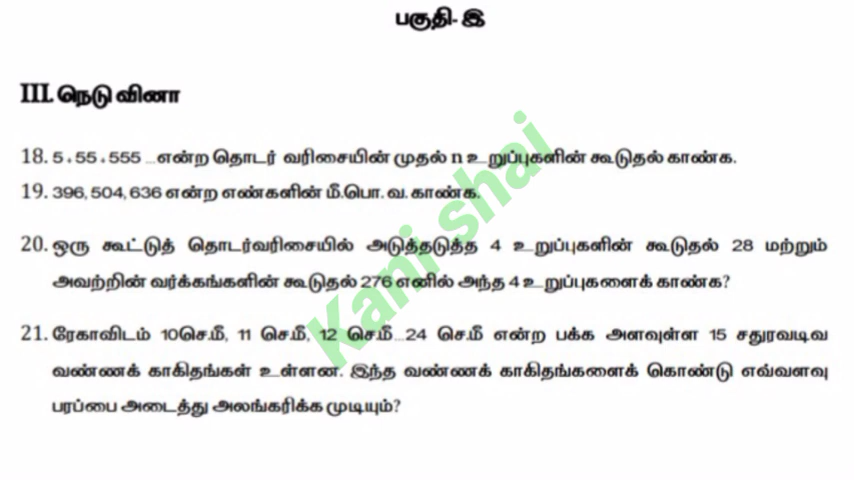 பகுதி- இ
III. நெடு வினா
18. 5 + 55 + 555 ... என்ற தொடர் வரிசையின் முதல் n உறுப்புகளின் கூடுதல் காண்க.
19. 396, 504, 636 என்ற எண்களின் மீ.பொ. வ. காண்க.
20. ஒரு கூட்டுத் தொடர்வரிசையில் அடுத்தடுத்த 4 உறுப்புகளின் கூடுதல் 28 மற்றும்
அவற்றின் வர்க்கங்களின் கூடுதல் 276 எனில் அந்த 4 உறுப்புகளைக் காண்க?
21. ரேகாவிடம் 10செ.மீ, 11 செ.மீ, 12 செ.மீ...24 செ.மீ என்ற பக்க அளவுள்ள 15 சதுரவடிவ
வண்ணக் காகிதங்கள் உள்ளன. இந்த வண்ணக் காகிதங்களைக் கொண்டு எவ்வளவு
பரப்பை அடைத்து அலங்கரிக்க முடியும்?
Kani shai